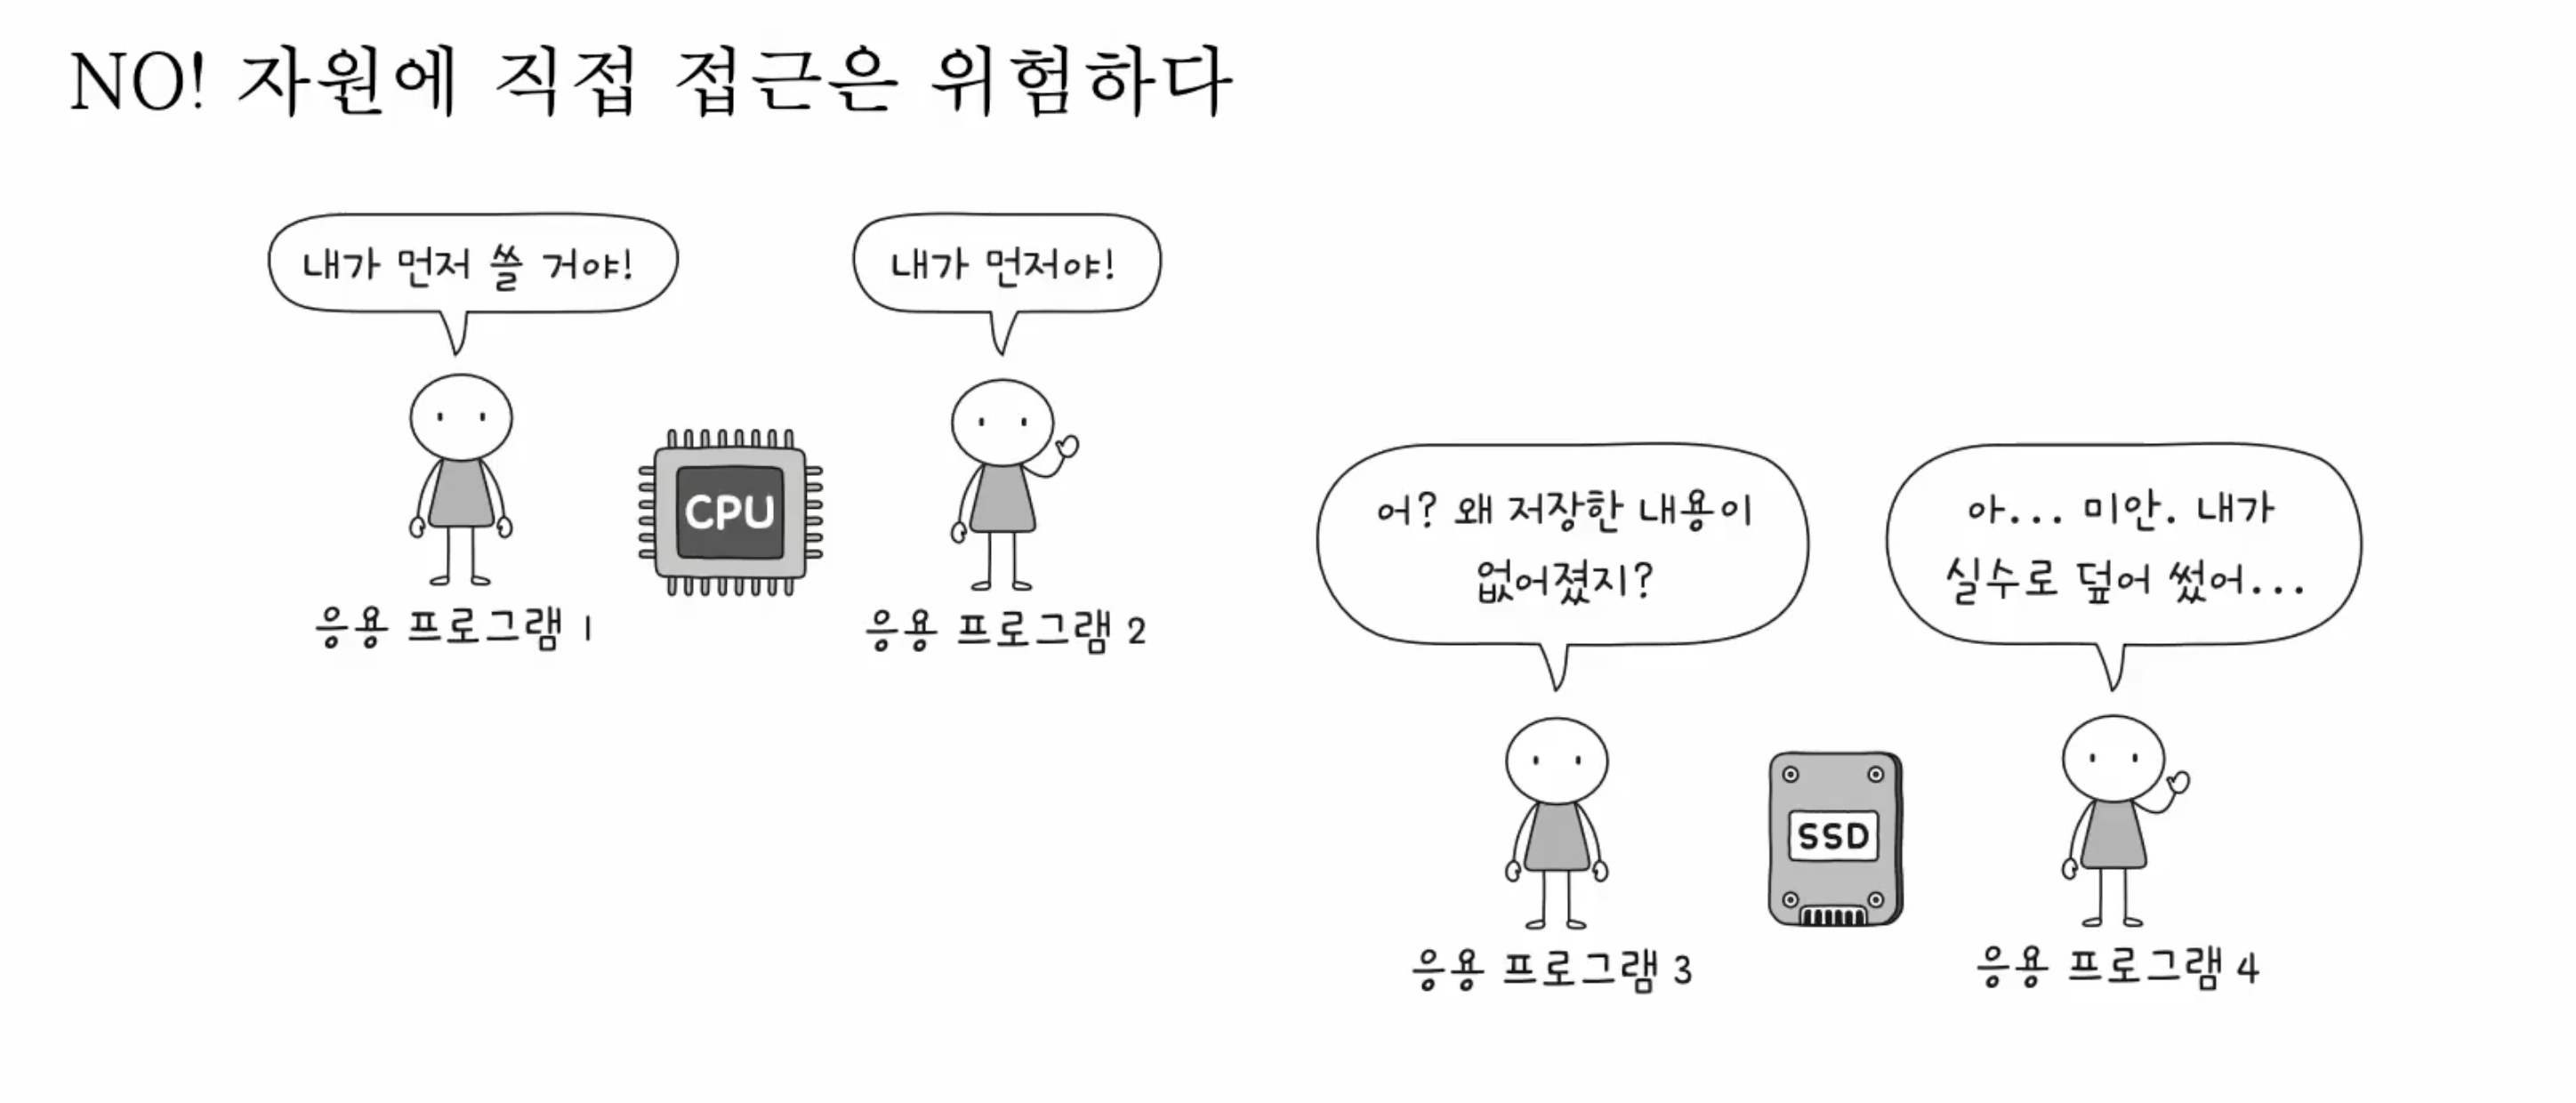 NO! 자원에 직접 접근은 위험하다
내가 먼저 쓸 거야!
내가 먼저야!
CPU
응용 프로그램 1
응용 프로그램 2
어? 왜 저장한 내용이
없어졌지?
아... 미안. 내가
실수로 덮어 썼어...
SSD
응용 프로그램 3
응용 프로그램 4